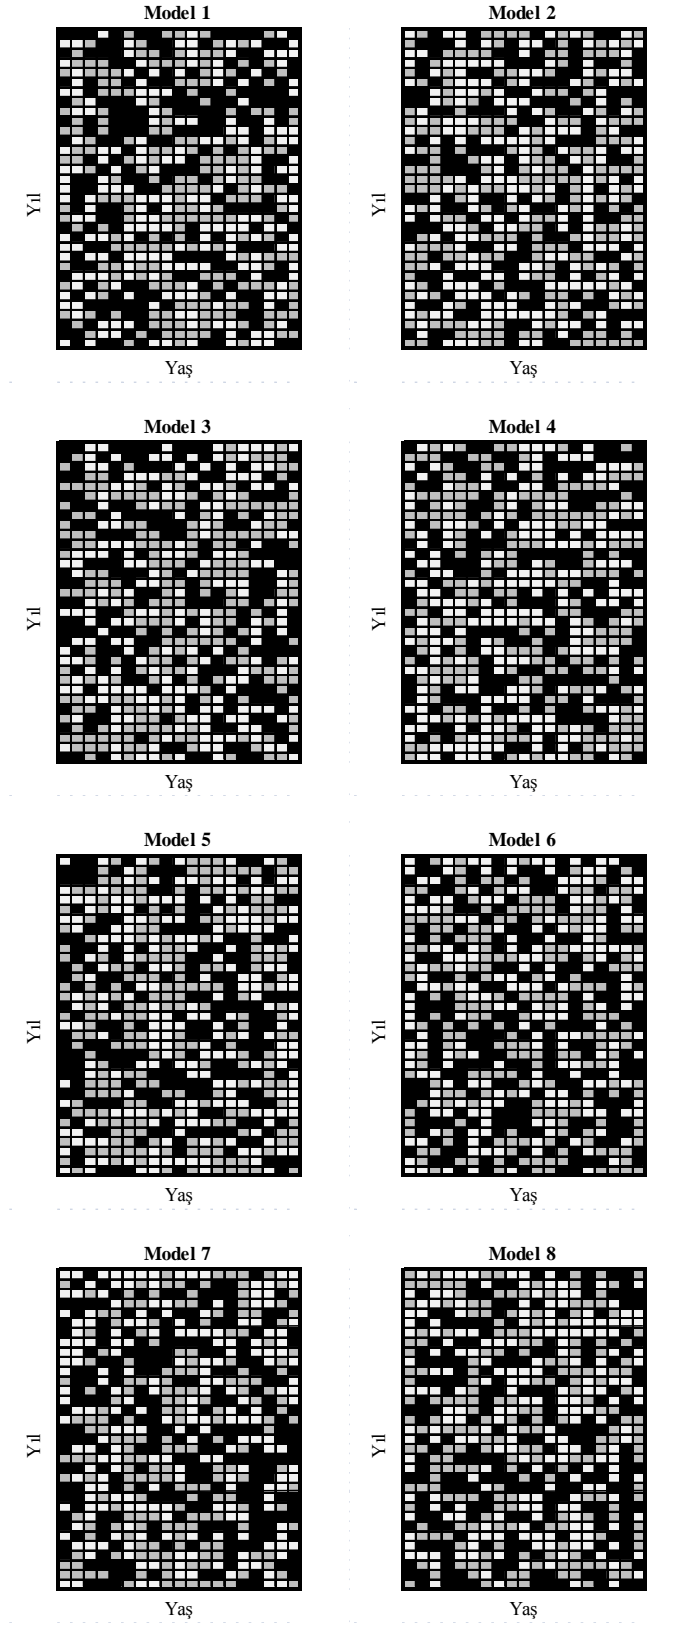 Model 1
Model 2
Yıl
Yıl
Yaş
Yaş
Model 3
Model 4
Yıl
Yıl
Yaş
Yaş
Model 5
Model 6
Yıl
Yıl
Yaş
Yaş
Model 7
Model 8
Yıl
Yıl
Yaş
Yaş